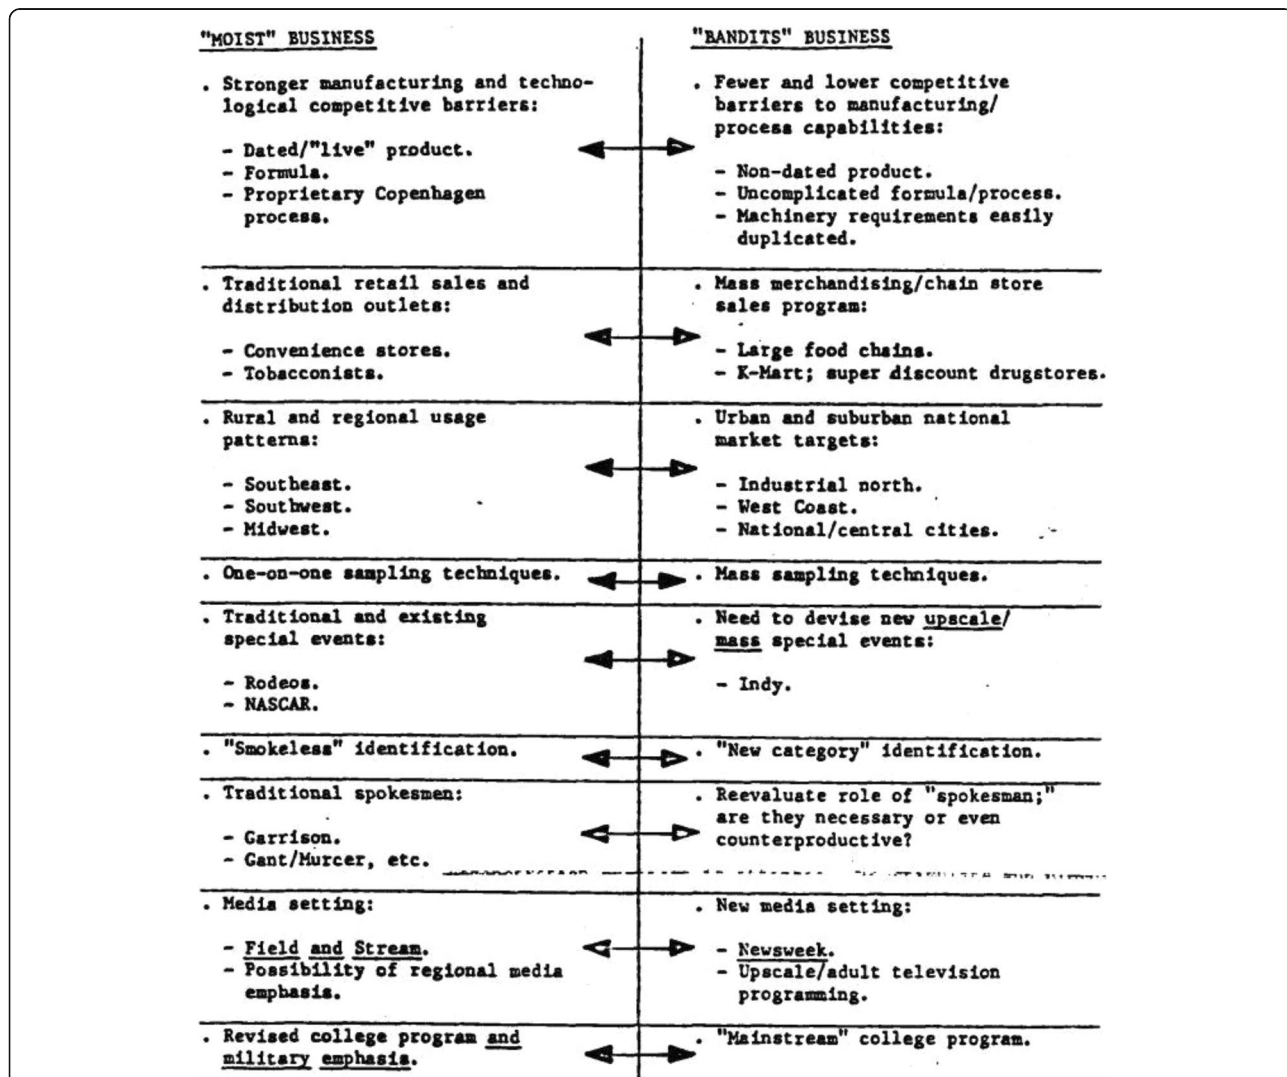 "MOIST" BUSINESS
. Stronger manufacturing and techno-
logical competitive barriers:
- Dated/"live" product.
- Formula.
- Proprietary Copenhagen
process.
"BANDITS" BUSINESS
. Fewer and lower competitive
barriers to manufacturing/
process capabilities:
- Non-dated product.
- Uncomplicated formula/process.
- Machinery requirements easily
duplicated.
. Traditional retail sales and
distribution outlets:
- Convenience stores.
- Tobacconists.
. Mass merchandising/chain store
sales program:
- Large food chains.
- K-Mart; super discount drugstores.
. Rural and regional usage
patterns:
- Southeast.
- Southwest.
- Midwest.
. Urban and suburban national
market targets:
- Industrial north.
- West Coast.
- National/central cities.
. One-on-one sampling techniques.
. Mass sampling techniques.
. Traditional and existing
special events:
- Rodeos.
- NASCAR.
. Need to devise new upscale/
mass special events:
- Indy.
. "Smokeless" identification.
. "New category" identification.
. Traditional spokesmen:
- Garrison.
- Gant/Murcer, etc.
. Reevaluate role of "spokesman;"
are they necessary or even
counterproductive?
. Media setting:
- Field and Stream.
- Possibility of regional media
emphasis.
. New media setting:
- Newsweek.
- Upscale/adult television
programming.
. Revised college program and
military emphasis.
. "Mainstream" college program.